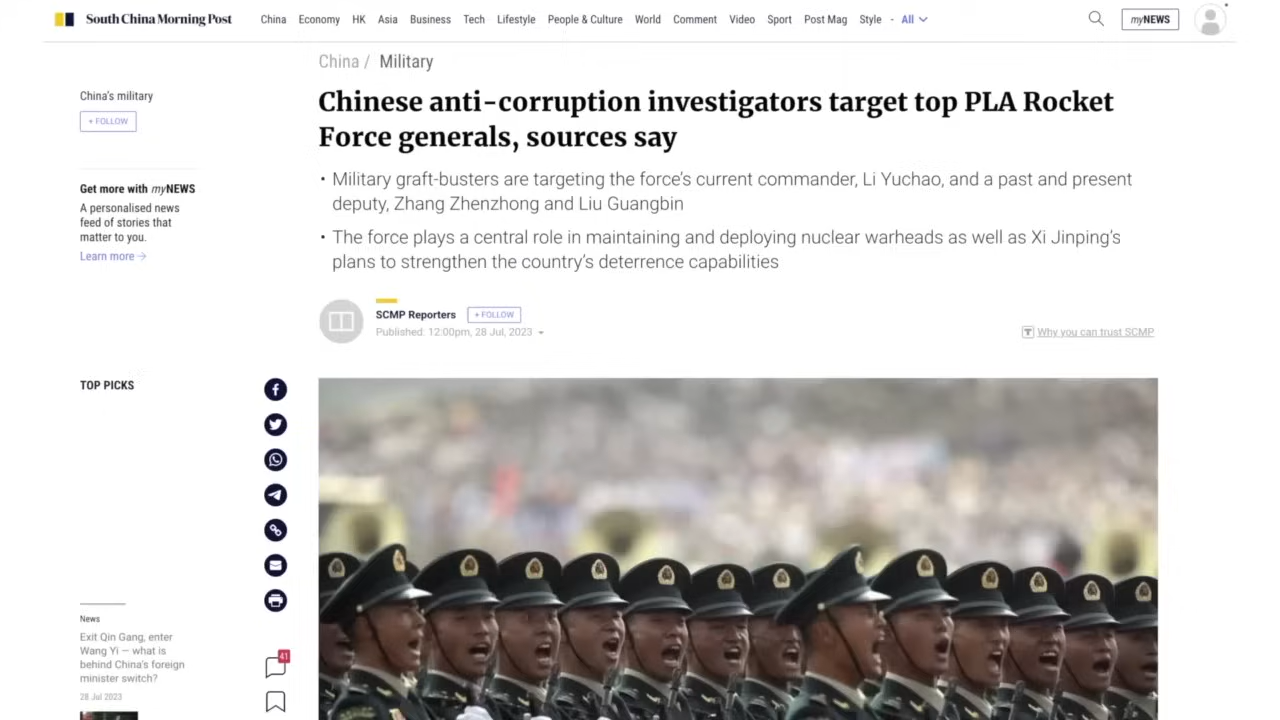 South China Morning Post
China Economy HK Asia Business Tech Lifestyle People & Culture World Comment Video Sport Post Mag Style - All
myNEWS
China / Military
China's military
+ FOLLOW
Get more with myNEWS
A personalised news
feed of stories that
matter to you.
Learn more →
Chinese anti-corruption investigators target top PLA Rocket
Force generals, sources say
• Military graft-busters are targeting the force's current commander, Li Yuchao, and a past and present
deputy, Zhang Zhenzhong and Liu Guangbin
• The force plays a central role in maintaining and deploying nuclear warheads as well as Xi Jinping's
plans to strengthen the country's deterrence capabilities
SCMP Reporters + FOLLOW
Published: 12:00pm, 28 Jul, 2023
Why you can trust SCMP
TOP PICKS
News
Exit Qin Gang, enter
Wang Yi — what is
behind China's foreign
minister switch?
28 Jul 2023
41